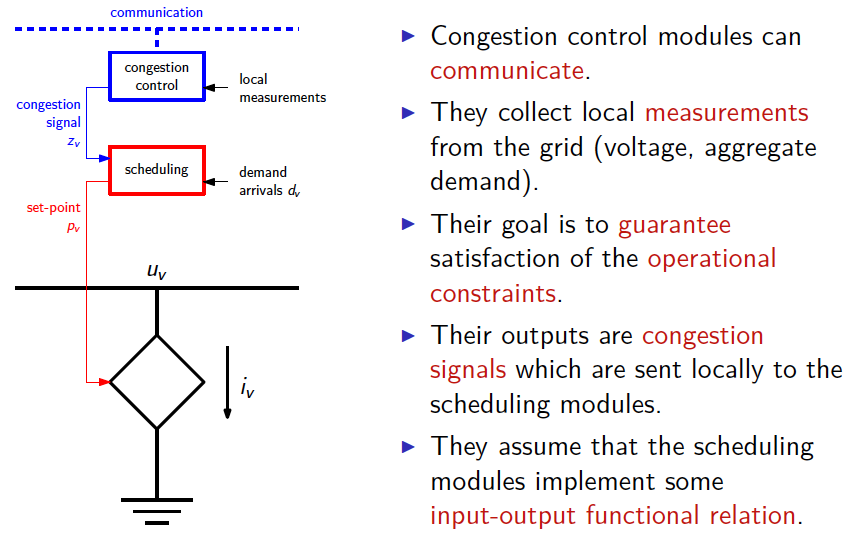 communication
congestion
control
local
measurements
congestion
signal
z_v
scheduling
demand
arrivals d_v
set-point
p_v
u_v
i_v
▶ Congestion control modules can
communicate.
▶ They collect local measurements
from the grid (voltage, aggregate
demand).
▶ Their goal is to guarantee
satisfaction of the operational
constraints.
▶ Their outputs are congestion
signals which are sent locally to the
scheduling modules.
▶ They assume that the scheduling
modules implement some
input-output functional relation.